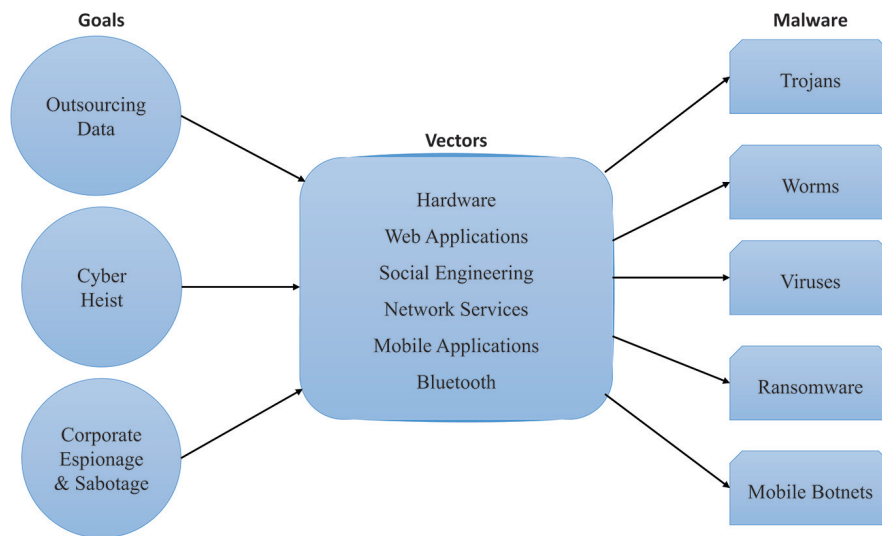 Goals
Outsourcing
Data
Cyber
Heist
Corporate
Espionage
& Sabotage
Vectors
Hardware
Web Applications
Social Engineering
Network Services
Mobile Applications
Bluetooth
Malware
Trojans
Worms
Viruses
Ransomware
Mobile Botnets